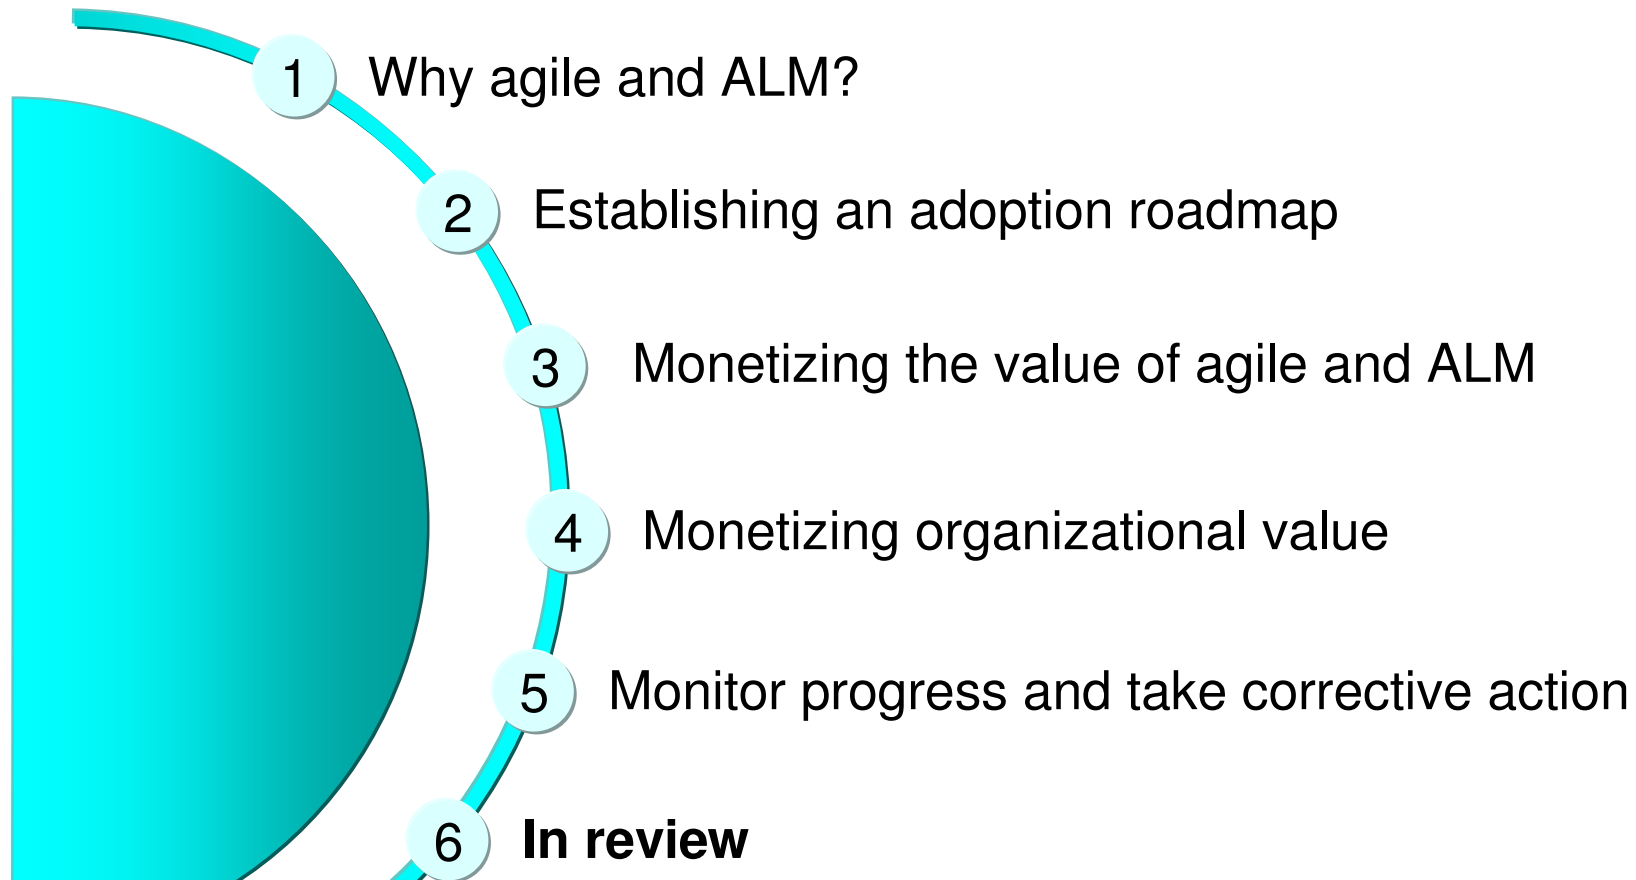 1 Why agile and ALM?
2 Establishing an adoption roadmap
3 Monetizing the value of agile and ALM
4 Monetizing organizational value
5 Monitor progress and take corrective action
6 In review